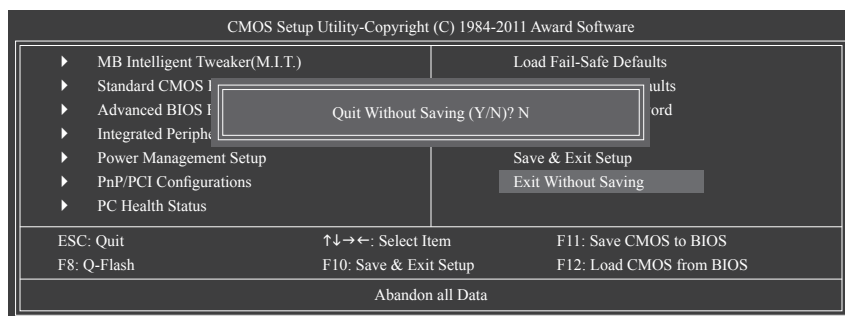 CMOS Setup Utility-Copyright (C) 1984-2011 Award Software
MB Intelligent Tweaker(M.I.T.)
Standard CMOS
Advanced BIOS
Integrated
Power Management Setup
PnP/PCI Configurations
PC Health Status
Load Fail-Safe Defaults
Save & Exit Setup
Exit Without Saving
Quit Without Saving (Y/N)? N
ESC: Quit
↑↓→←: Select Item
F11: Save CMOS to BIOS
F8: Q-Flash
F10: Save & Exit Setup
F12: Load CMOS from BIOS
Abandon all Data